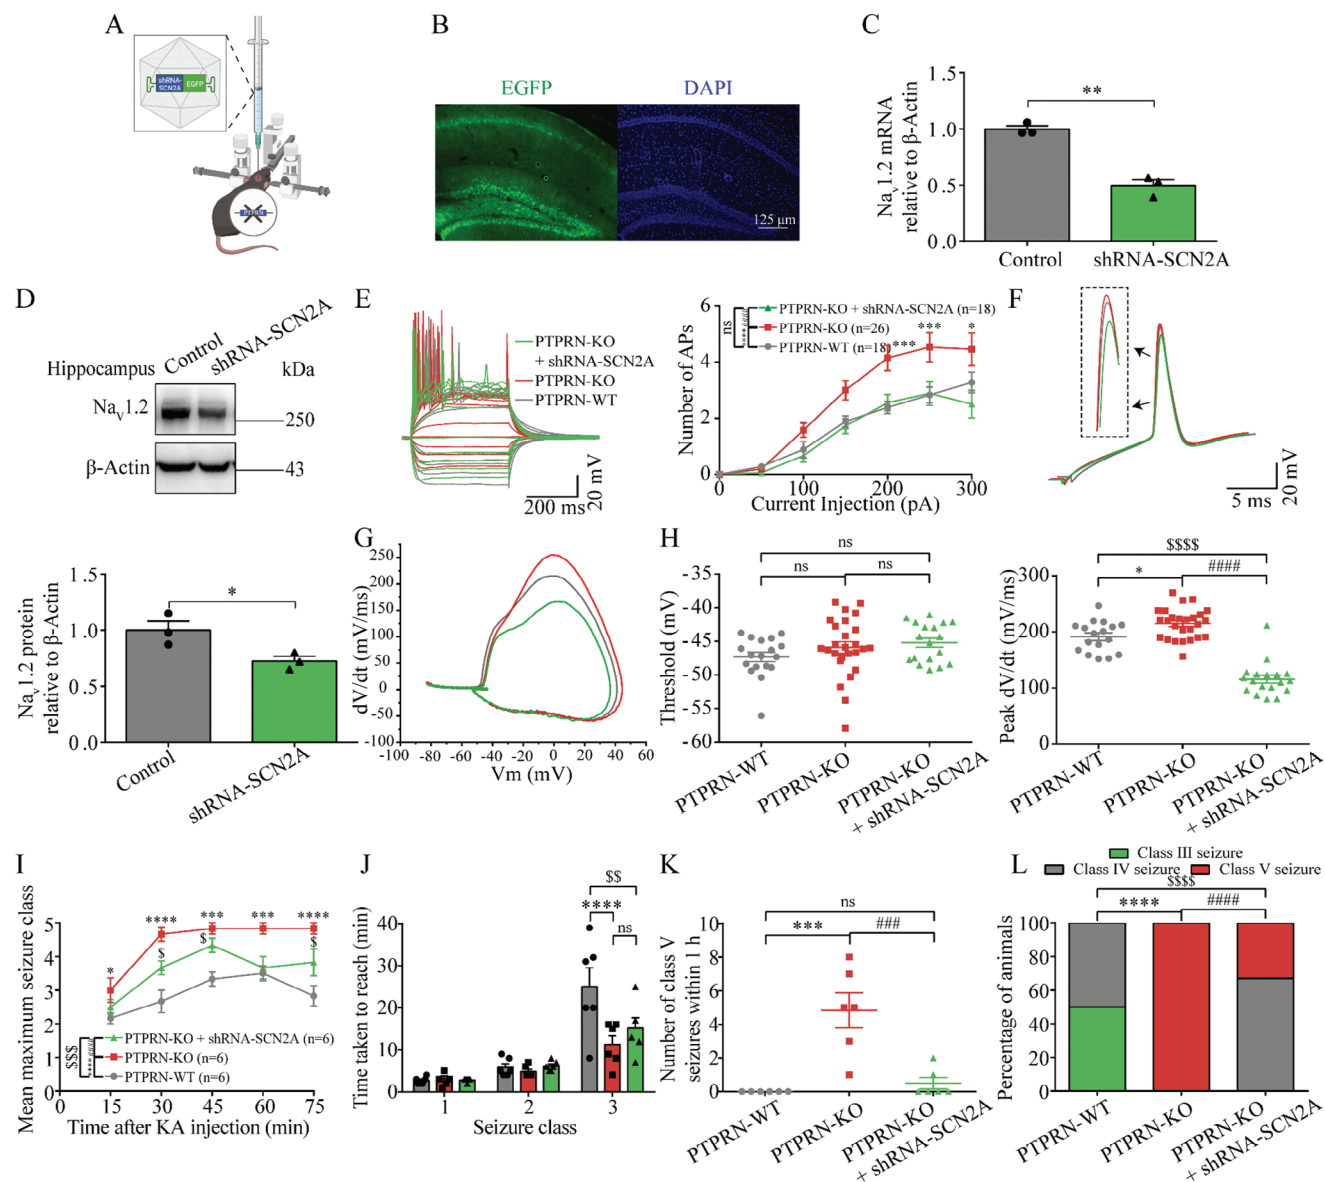 A
shRNA-
SCN2A
EGFP
PTPRN
B
EGFP
DAPI
125 μm
C
Nav1.2 mRNA
relative to β-Actin
1.5
1.0
0.5
0.0
**
Control
shRNA-SCN2A
D
Control
shRNA-SCN2A
Hippocampus
kDa
NaV1.2
250
β-Actin
43
Nav1.2 protein
relative to β-Actin
1.5
1.0
0.5
0.0
*
Control
shRNA-SCN2A
E
PTPRN-KO
+ shRNA-SCN2A
PTPRN-KO
PTPRN-WT
200 ms
20 mV
Number of APs
6
4
2
0
ns
***
####
PTPRN-KO + shRNA-SCN2A (n=18)
PTPRN-KO (n=26)
PTPRN-WT (n=18)
***
***
*
100
200
300
Current Injection (pA)
F
5 ms
20 mV
G
dV/dt (mV/ms)
250
200
150
100
50
0
-50
-100
-100 -80 -60 -40 -20 0 20 40 60
Vm (mV)
H
Threshold (mV)
-35
-40
-45
-50
-55
-60
ns
ns
ns
PTPRN-WT
PTPRN-KO
PTPRN-KO
+ shRNA-SCN2A
Peak dV/dt (mV/ms)
300
200
100
0
$$$$
*
####
PTPRN-WT
PTPRN-KO
PTPRN-KO
+ shRNA-SCN2A
I
Mean maximum seizure class
5
4
3
2
1
0
*
****
***
***
****
$
$
$
$$$
****
####
PTPRN-KO + shRNA-SCN2A (n=6)
PTPRN-KO (n=6)
PTPRN-WT (n=6)
0 15 30 45 60 75
Time after KA injection (min)
J
Time taken to reach (min)
40
30
20
10
0
$$
****
ns
1 2 3
Seizure class
K
Number of class V
seizures within 1 h
10
8
6
4
2
0
ns
***
###
PTPRN-WT
PTPRN-KO
PTPRN-KO
+ shRNA-SCN2A
L
Class III seizure
Class IV seizure
Class V seizure
$$$$
****
####
Percentage of animals
100
80
60
40
20
0
PTPRN-WT
PTPRN-KO
PTPRN-KO
+ shRNA-SCN2A